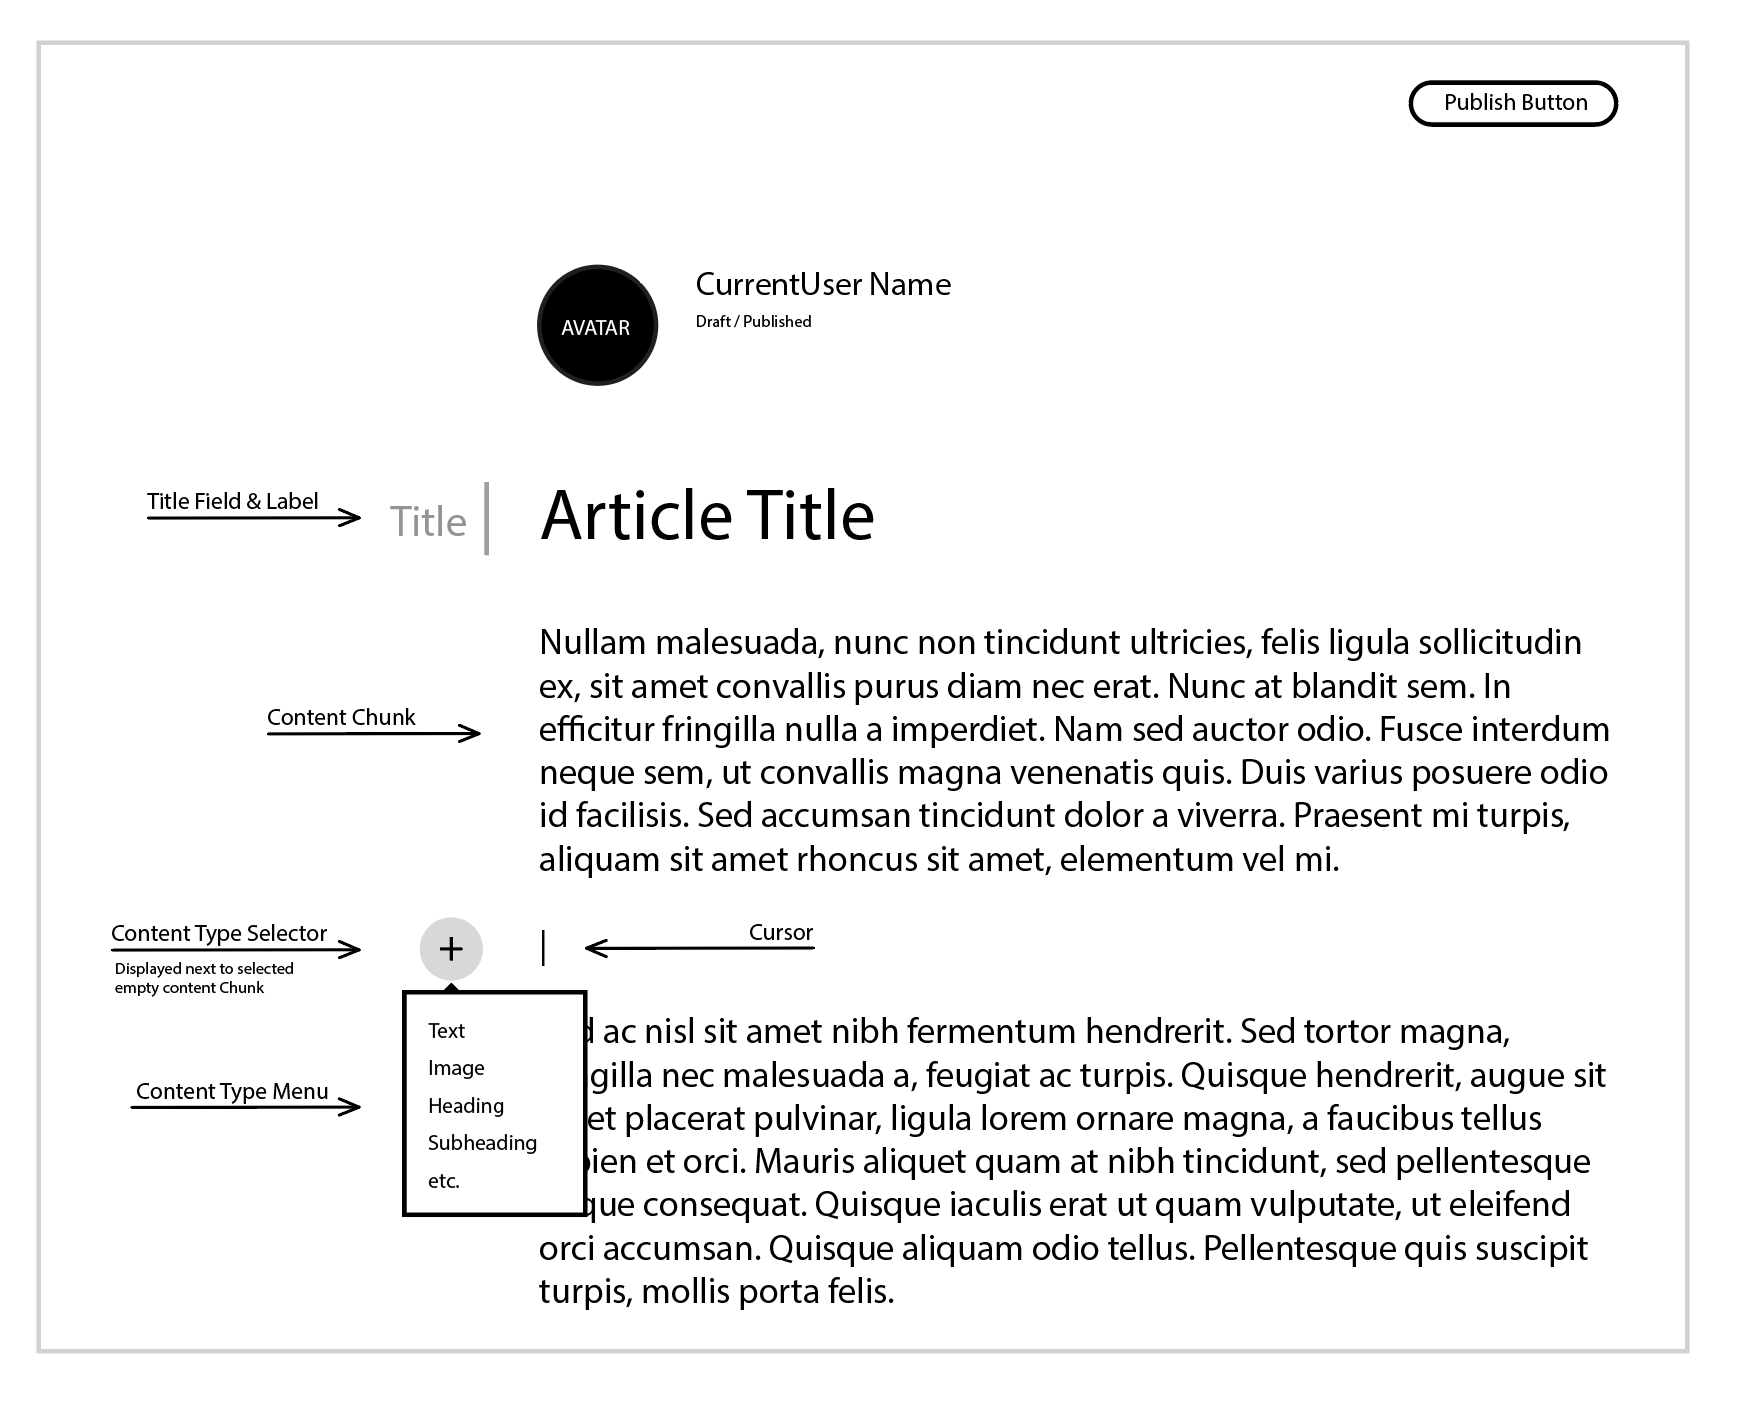 Publish Button
AVATAR
CurrentUser Name
Draft / Published
Title Field & Label
Title
Article Title
Nullam malesuada, nunc non tincidunt ultricies, felis ligula sollicitudin
ex, sit amet convallis purus diam nec erat. Nunc at blandit sem. In
efficitur fringilla nulla a imperdiet. Nam sed auctor odio. Fusce interdum
neque sem, ut convallis magna venenatis quis. Duis varius posuere odio
id facilisis. Sed accumsan tincidunt dolor a viverra. Praesent mi turpis,
aliquam sit amet rhoncus sit amet, elementum vel mi.
Content Chunk
Content Type Selector
Displayed next to selected
empty content Chunk
+
Cursor
Content Type Menu
Text
Image
Heading
Subheading
etc.
ac nisl sit amet nibh fermentum hendrerit. Sed tortor magna,
gilla nec malesuada a, feugiat ac turpis. Quisque hendrerit, augue sit
et placerat pulvinar, ligula lorem ornare magna, a faucibus tellus
ien et orci. Mauris aliquet quam at nibh tincidunt, sed pellentesque
que consequat. Quisque iaculis erat ut quam vulputate, ut eleifend
orci accumsan. Quisque aliquam odio tellus. Pellentesque quis suscipit
turpis, mollis porta felis.